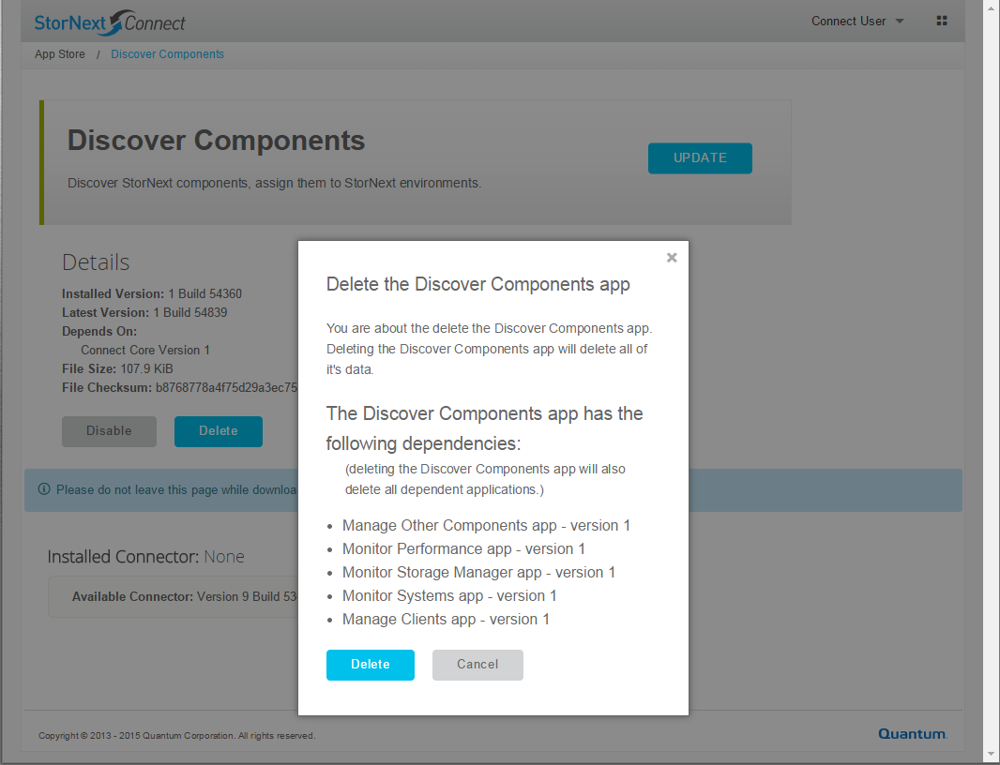 StorNext Connect
Connect User
App Store / Discover Components
Discover Components
UPDATE
Discover StorNext components, assign them to StorNext environments.
Details
Installed Version: 1 Build 54360
Latest Version: 1 Build 54839
Depends On:
Connect Core Version 1
File Size: 107.9 KiB
File Checksum: b8768778a4f75d29a3ec75
Disable
Delete
Please do not leave this page while downloa
Installed Connector: None
Available Connector: Version 9 Build 53
Delete the Discover Components app
You are about the delete the Discover Components app.
Deleting the Discover Components app will delete all of
it's data.
The Discover Components app has the
following dependencies:
(deleting the Discover Components app will also
delete all dependent applications.)
Manage Other Components app - version 1
Monitor Performance app - version 1
Monitor Storage Manager app - version 1
Monitor Systems app - version 1
Manage Clients app - version 1
Delete
Cancel
Copyright © 2013 - 2015 Quantum Corporation. All rights reserved.
Quantum.